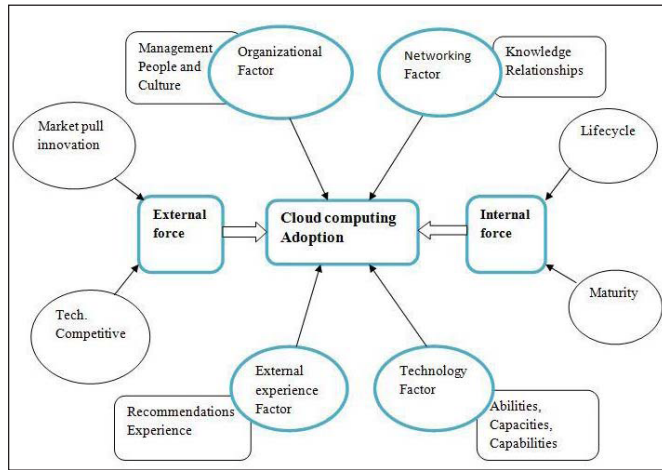 Management
People and
Culture
Organizational
Factor
Networking
Factor
Knowledge
Relationships
Market pull
innovation
Lifecycle
External
force
Cloud computing
Adoption
Internal
force
Tech.
Competitive
Maturity
External
experience
Factor
Technology
Factor
Recommendations
Experience
Abilities,
Capacities,
Capabilities